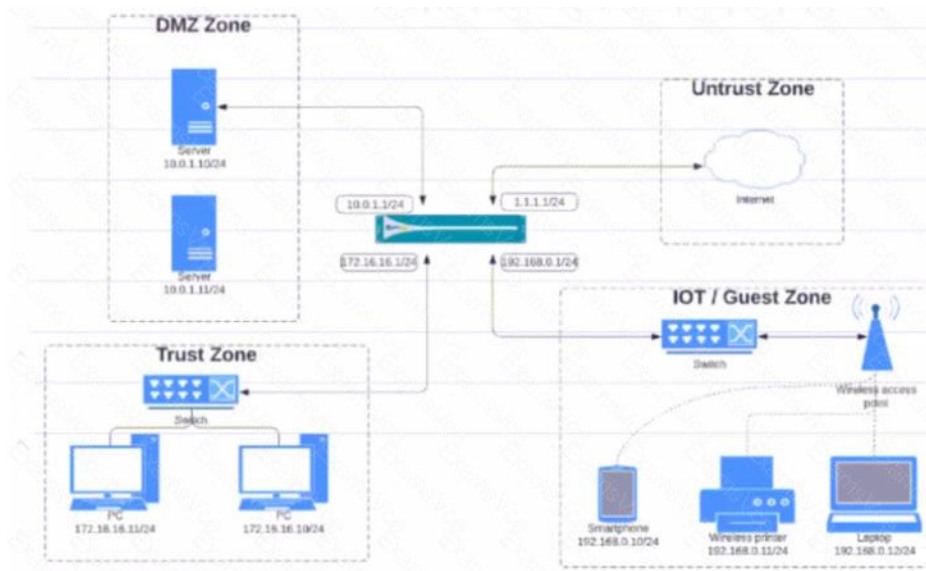 DMZ Zone
Server
10.0.1.10/24
Server
10.0.1.11/24
Untrust Zone
Internet
10.0.1.1/24
1.1.1.1/24
172.16.16.1/24
192.168.0.1/24
Trust Zone
Switch
PC
172.16.16.11/24
PC
172.16.16.10/24
IOT / Guest Zone
Switch
Wireless access
point
Smartphone
192.168.0.10/24
Wireless printer
192.168.0.11/24
Laptop
192.168.0.12/24